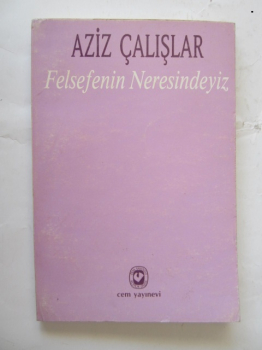 AZİZ ÇALIŞLAR
Felsefenin Neresindeyiz
cem yayınevi